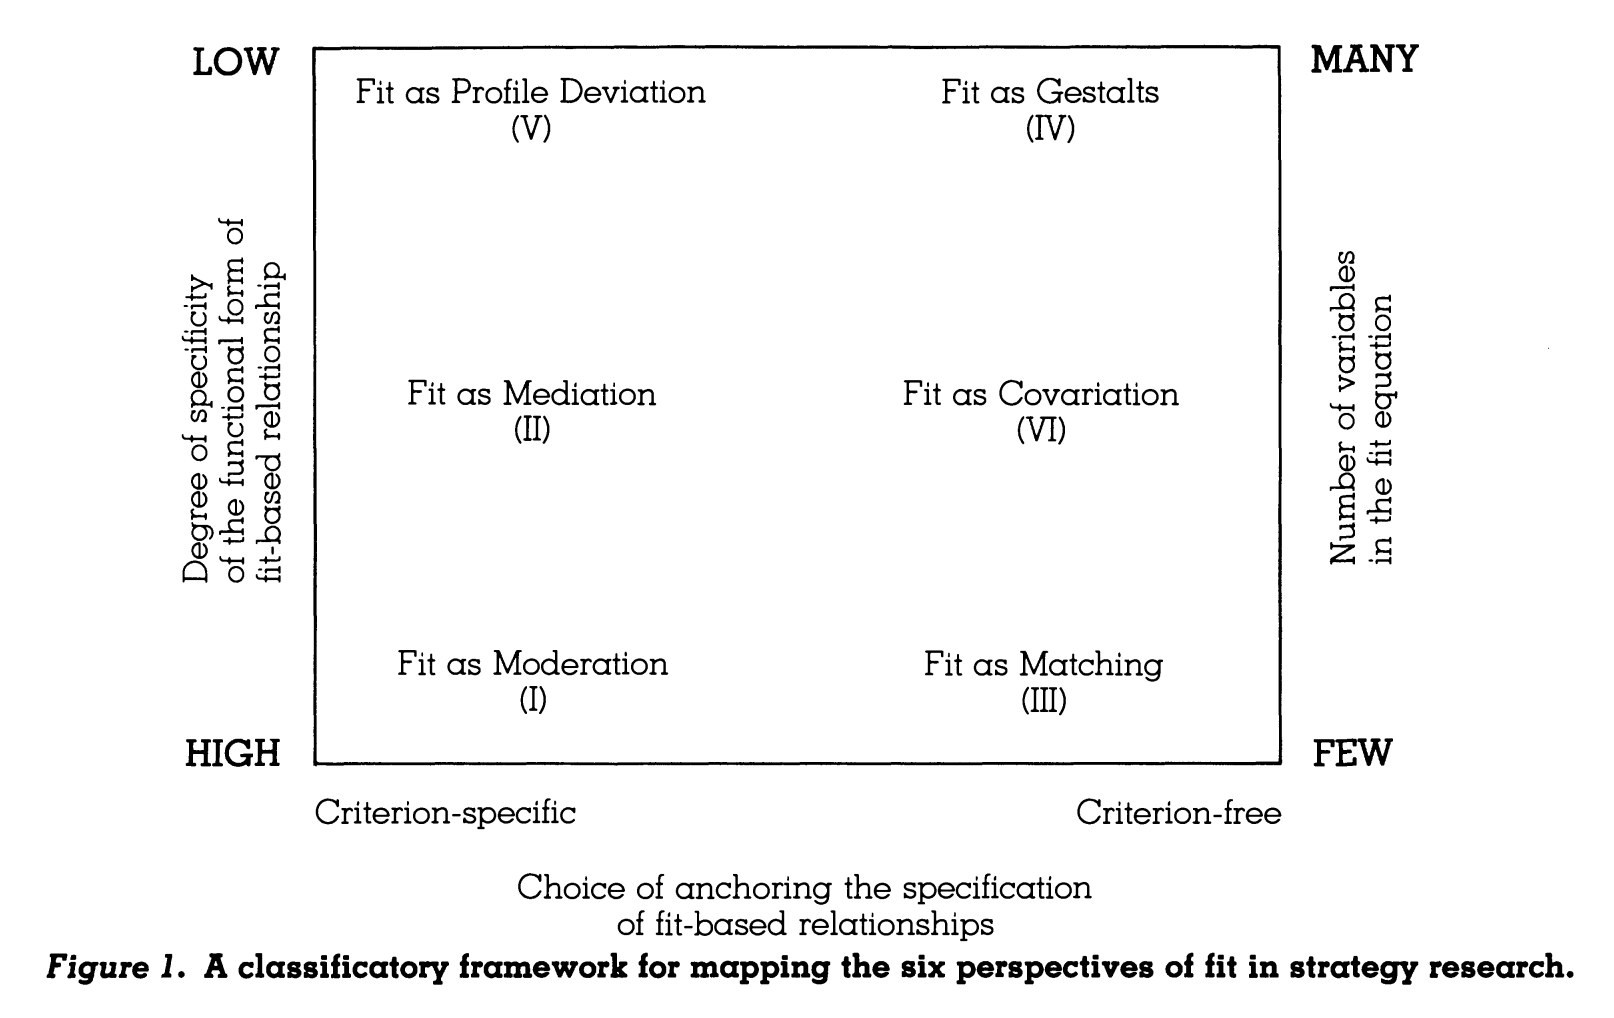 LOW
MANY
Fit as Profile Deviation
(V)
Fit as Gestalts
(IV)
Degree of specificity
of the functional form of
fit-based relationship
Number of variables
in the fit equation
Fit as Mediation
(II)
Fit as Covariation
(VI)
Fit as Moderation
(I)
Fit as Matching
(III)
HIGH
FEW
Criterion-specific
Criterion-free
Choice of anchoring the specification
of fit-based relationships
Figure 1. A classificatory framework for mapping the six perspectives of fit in strategy research.